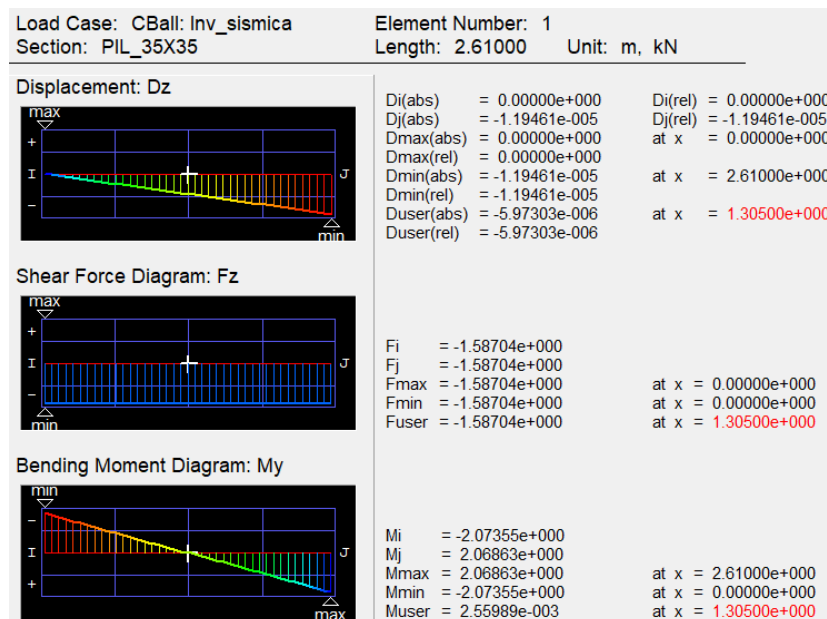 Load Case: CBall: Inv_sismica Element Number: 1
Section: PIL_35X35 Length: 2.61000 Unit: m, kN
Displacement: Dz
max
+
I J
–
min
Di(abs) = 0.00000e+000 Di(rel) = 0.00000e+000
Dj(abs) = -1.19461e-005 Dj(rel) = -1.19461e-005
Dmax(abs) = 0.00000e+000 at x = 0.00000e+000
Dmax(rel) = 0.00000e+000
Dmin(abs) = -1.19461e-005 at x = 2.61000e+000
Dmin(rel) = -1.19461e-005
Duser(abs) = -5.97303e-006 at x = 1.30500e+000
Duser(rel) = -5.97303e-006
Shear Force Diagram: Fz
max
+
I J
–
min
Fi = -1.58704e+000
Fj = -1.58704e+000
Fmax = -1.58704e+000 at x = 0.00000e+000
Fmin = -1.58704e+000 at x = 0.00000e+000
Fuser = -1.58704e+000 at x = 1.30500e+000
Bending Moment Diagram: My
min
–
I J
+
max
Mi = -2.07355e+000
Mj = 2.06863e+000
Mmax = 2.06863e+000 at x = 2.61000e+000
Mmin = -2.07355e+000 at x = 0.00000e+000
Muser = 2.55989e-003 at x = 1.30500e+000